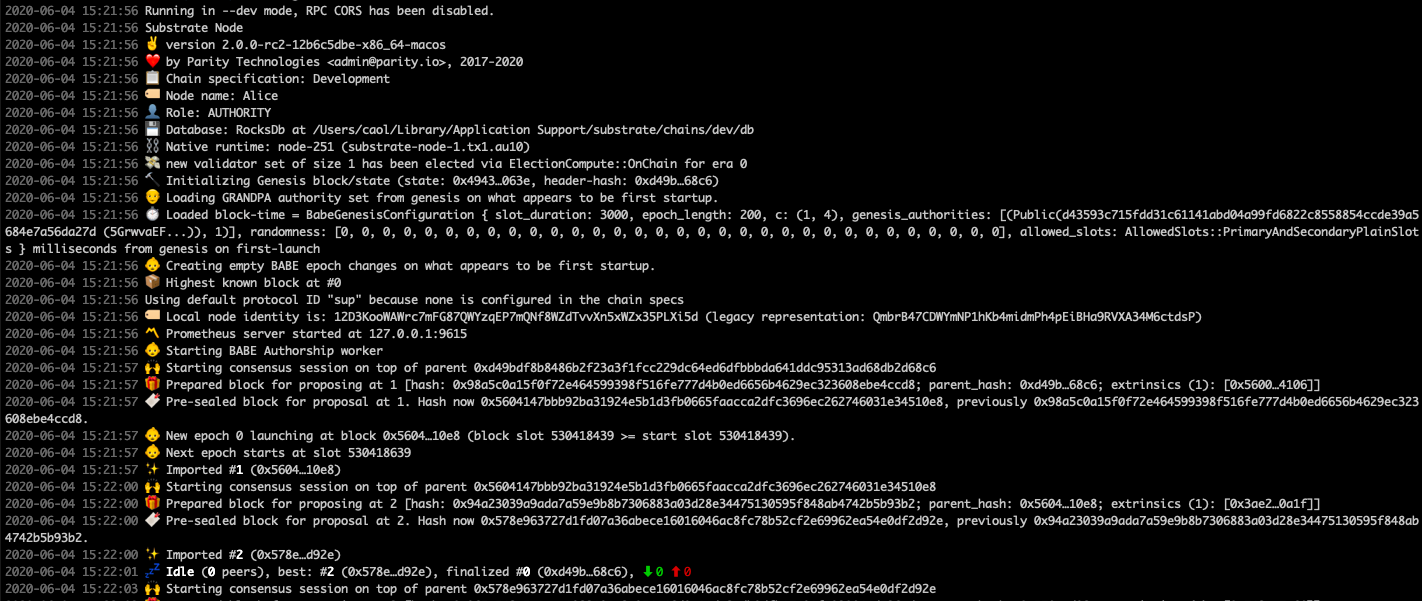 2020-06-04 15:21:56 Running in --dev mode, RPC CORS has been disabled.
2020-06-04 15:21:56 Substrate Node
2020-06-04 15:21:56 ✌️ version 2.0.0-rc2-12b6c5dbe-x86_64-macos
2020-06-04 15:21:56 ❤️ by Parity Technologies <admin@parity.io>, 2017-2020
2020-06-04 15:21:56 📋 Chain specification: Development
2020-06-04 15:21:56 🏷 Node name: Alice
2020-06-04 15:21:56 👤 Role: AUTHORITY
2020-06-04 15:21:56 💾 Database: RocksDb at /Users/caol/Library/Application Support/substrate/chains/dev/db
2020-06-04 15:21:56 ⛓ Native runtime: node-251 (substrate-node-1.tx1.au10)
2020-06-04 15:21:56 💸 new validator set of size 1 has been elected via ElectionCompute::OnChain for era 0
2020-06-04 15:21:56 🔨 Initializing Genesis block/state (state: 0x4943…063e, header-hash: 0xd49b…68c6)
2020-06-04 15:21:56 👴 Loading GRANDPA authority set from genesis on what appears to be first startup.
2020-06-04 15:21:56 ⏱ Loaded block-time = BabeGenesisConfiguration { slot_duration: 3000, epoch_length: 200, c: (1, 4), genesis_authorities: [(Public(d43593c715fdd31c61141abd04a99fd6822c8558854ccde39a5
684e7a56da27d (5GrwvaEF...)), 1)], randomness: [0, 0, 0, 0, 0, 0, 0, 0, 0, 0, 0, 0, 0, 0, 0, 0, 0, 0, 0, 0, 0, 0, 0, 0, 0, 0, 0, 0, 0, 0, 0, 0], allowed_slots: AllowedSlots::PrimaryAndSecondaryPlainSlot
s } milliseconds from genesis on first-launch
2020-06-04 15:21:56 👶 Creating empty BABE epoch changes on what appears to be first startup.
2020-06-04 15:21:56 📦 Highest known block at #0
2020-06-04 15:21:56 Using default protocol ID "sup" because none is configured in the chain specs
2020-06-04 15:21:56 🏷 Local node identity is: 12D3KooWAWrc7mFG87QWYzqEP7mQNf8WZdTvvXn5xWZx35PLXi5d (legacy representation: QmbrB47CDWYmNP1hKb4midmPh4pEiBHa9RVXA34M6ctdsP)
2020-06-04 15:21:56 〽️ Prometheus server started at 127.0.0.1:9615
2020-06-04 15:21:56 👶 Starting BABE Authorship worker
2020-06-04 15:21:56 🙌 Starting consensus session on top of parent 0xd49bdf8b8486b2f23a3f1fcc229dc64ed6dfbbbda641ddc95313ad68db2d68c6
2020-06-04 15:21:56 🎁 Prepared block for proposing at 1 [hash: 0x98a5c0a15f0f72e464599398f516fe777d4b0ed6656b4629ec323608ebe4ccd8; parent_hash: 0xd49b…68c6; extrinsics (1): [0x5600…4106]]
2020-06-04 15:21:57 🔖 Pre-sealed block for proposal at 1. Hash now 0x5604147bbb92ba31924e5b1d3fb0665faacca2dfc3696ec262746031e34510e8, previously 0x98a5c0a15f0f72e464599398f516fe777d4b0ed6656b4629ec323
608ebe4ccd8.
2020-06-04 15:21:57 👶 New epoch 0 launching at block 0x5604…10e8 (block slot 530418439 >= start slot 530418439).
2020-06-04 15:21:57 👶 Next epoch starts at slot 530418639
2020-06-04 15:21:57 ✨ Imported #1 (0x5604…10e8)
2020-06-04 15:22:00 🙌 Starting consensus session on top of parent 0x5604147bbb92ba31924e5b1d3fb0665faacca2dfc3696ec262746031e34510e8
2020-06-04 15:22:00 🎁 Prepared block for proposing at 2 [hash: 0x94a23039a9ada7a59e9b8b7306883a03d28e34475130595f848ab4742b5b93b2; parent_hash: 0x5604…10e8; extrinsics (1): [0x3ae2…0a1f]]
2020-06-04 15:22:00 🔖 Pre-sealed block for proposal at 2. Hash now 0x578e963727d1fd07a36abece16016046ac8fc78b52cf2e69962ea54e0df2d92e, previously 0x94a23039a9ada7a59e9b8b7306883a03d28e34475130595f848ab
4742b5b93b2.
2020-06-04 15:22:00 ✨ Imported #2 (0x578e…d92e)
2020-06-04 15:22:01 💤 Idle (0 peers), best: #2 (0x578e…d92e), finalized #0 (0xd49b…68c6), ⬇ 0 ⬆ 0
2020-06-04 15:22:03 🙌 Starting consensus session on top of parent 0x578e963727d1fd07a36abece16016046ac8fc78b52cf2e69962ea54e0df2d92e